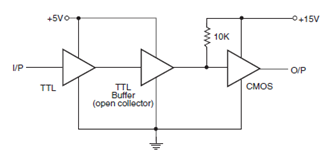 +5V
+15V
10K
I/P
O/P
TTL
TTL
Buffer
(open collector)
CMOS